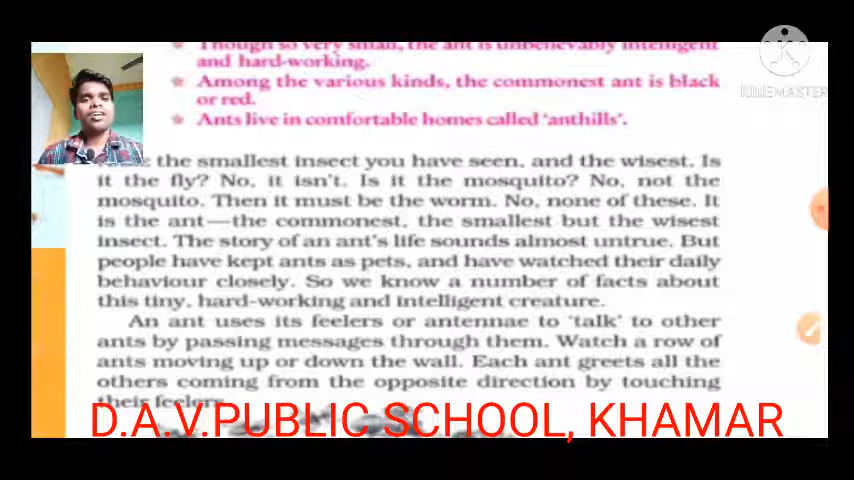 Though so very small, the ant is unbelievably intelligent
and hard-working.
Among the various kinds, the commonest ant is black
or red.
Ants live in comfortable homes called 'anthills'.
KINEMASTER
the smallest insect you have seen, and the wisest. Is
it the fly? No, it isn't. Is it the mosquito? No, not the
mosquito. Then it must be the worm. No, none of these. It
is the ant—the commonest, the smallest but the wisest
insect. The story of an ant's life sounds almost untrue. But
people have kept ants as pets, and have watched their daily
behaviour closely. So we know a number of facts about
this tiny, hard-working and intelligent creature.
An ant uses its feelers or antennae to 'talk' to other
ants by passing messages through them. Watch a row of
ants moving up or down the wall. Each ant greets all the
others coming from the opposite direction by touching
their feelers.
D.A.V.PUBLIC SCHOOL, KHAMAR